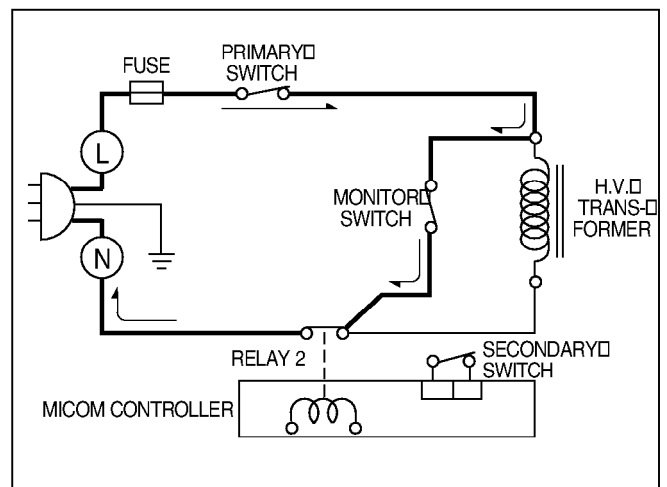 PRIMARY□
SWITCH
FUSE
L
MONITOR□
SWITCH
H.V.□
TRANS-□
FORMER
N
RELAY 2
SECONDARY□
SWITCH
MICOM CONTROLLER